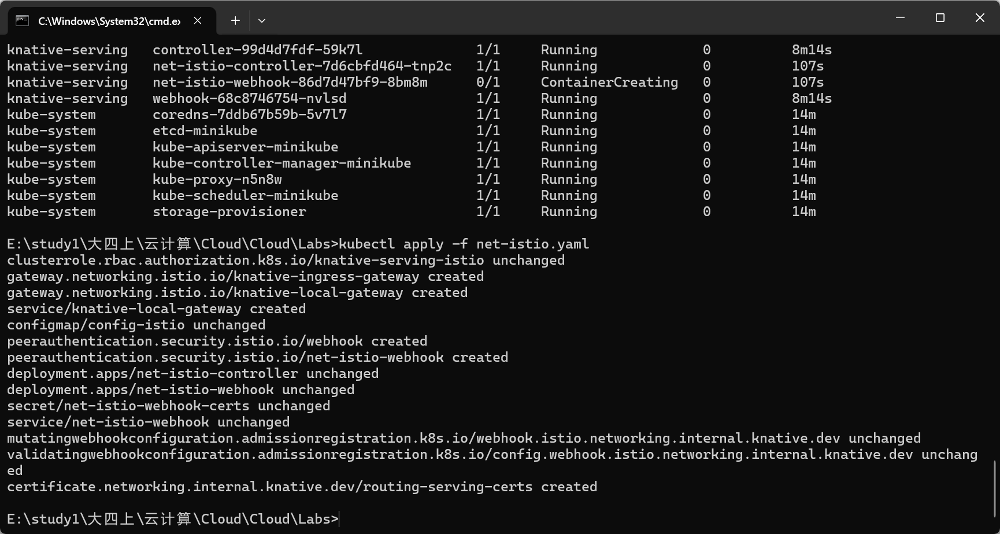 C:\Windows\System32\cmd.ex
knative-serving   controller-99d4d7fdf-59k7l              1/1     Running             0          8m14s
knative-serving   net-istio-controller-7d6cbfd464-tnp2c   1/1     Running             0          107s
knative-serving   net-istio-webhook-86d7d47bf9-8bm8m      0/1     ContainerCreating   0          107s
knative-serving   webhook-68c8746754-nvlsd                1/1     Running             0          8m14s
kube-system       coredns-7ddb67b59b-5v7l7                1/1     Running             0          14m
kube-system       etcd-minikube                           1/1     Running             0          14m
kube-system       kube-apiserver-minikube                 1/1     Running             0          14m
kube-system       kube-controller-manager-minikube        1/1     Running             0          14m
kube-system       kube-proxy-n5n8w                        1/1     Running             0          14m
kube-system       kube-scheduler-minikube                 1/1     Running             0          14m
kube-system       storage-provisioner                     1/1     Running             0          14m
E:\study1\大四上\云计算\Cloud\Cloud\Labs>kubectl apply -f net-istio.yaml
clusterrole.rbac.authorization.k8s.io/knative-serving-istio unchanged
gateway.networking.istio.io/knative-ingress-gateway created
gateway.networking.istio.io/knative-local-gateway created
service/knative-local-gateway created
configmap/config-istio unchanged
peerauthentication.security.istio.io/webhook created
peerauthentication.security.istio.io/net-istio-webhook created
deployment.apps/net-istio-controller unchanged
deployment.apps/net-istio-webhook unchanged
secret/net-istio-webhook-certs unchanged
service/net-istio-webhook unchanged
mutatingwebhookconfiguration.admissionregistration.k8s.io/webhook.istio.networking.internal.knative.dev unchanged
validatingwebhookconfiguration.admissionregistration.k8s.io/config.webhook.istio.networking.internal.knative.dev unchang
ed
certificate.networking.internal.knative.dev/routing-serving-certs created
E:\study1\大四上\云计算\Cloud\Cloud\Labs>